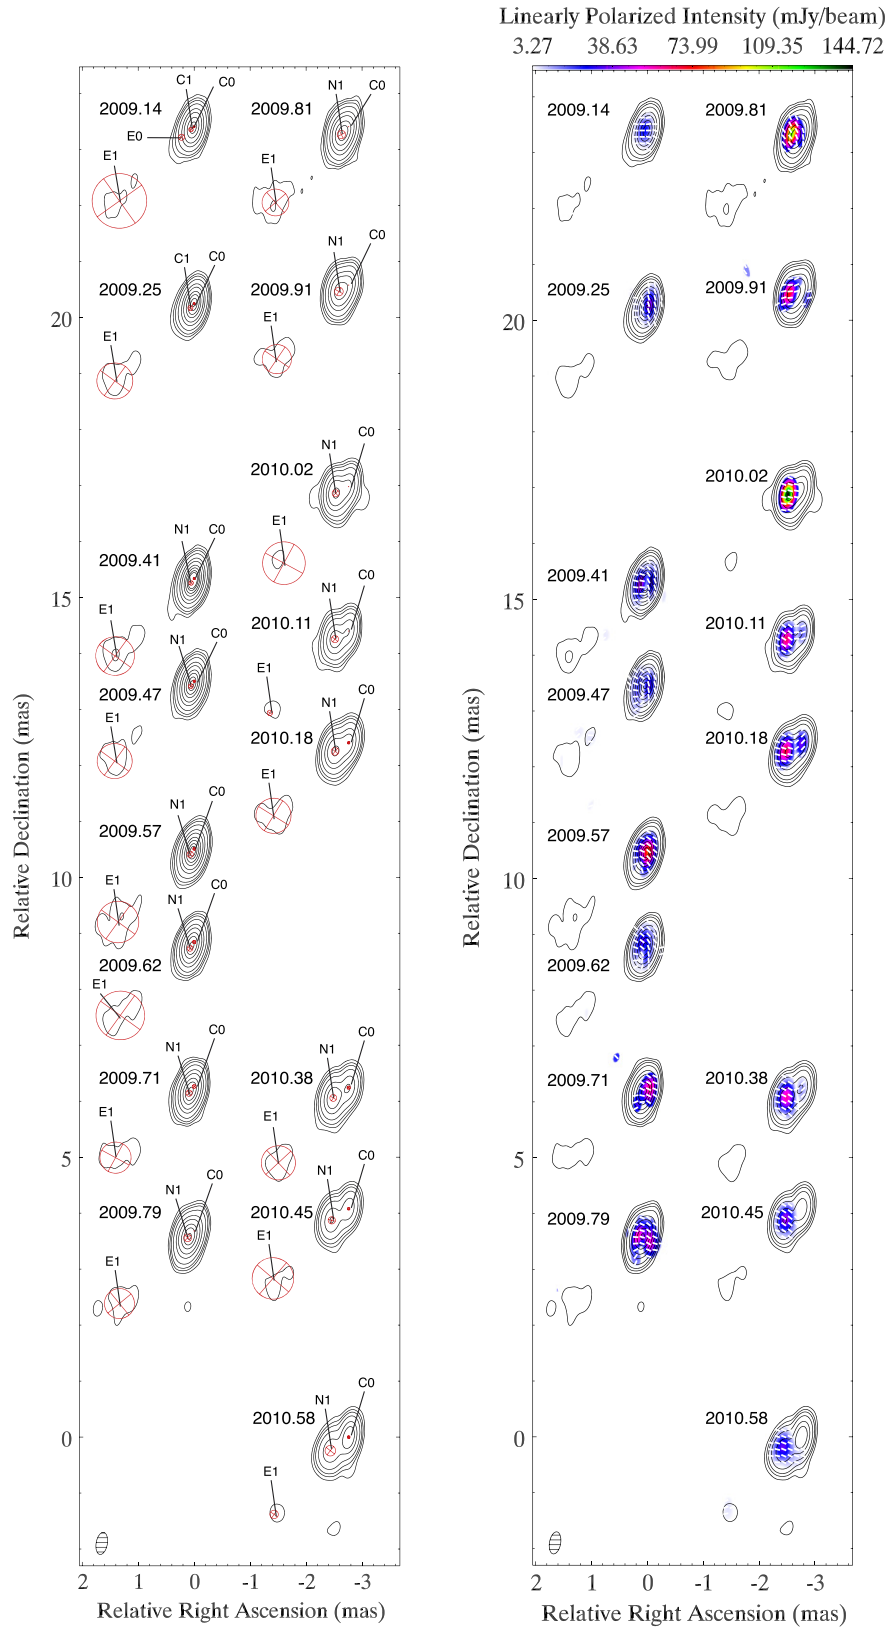 Linearly Polarized Intensity (mJy/beam)
3.27 38.63 73.99 109.35 144.72
C1 C0
2009.14
E0
E1
N1 C0
2009.81
E1
C1 C0
2009.25
E1
N1 C0
2009.91
E1
20
N1 C0
2010.02
E1
N1 C0
2009.41
E1
15
N1 C0
2010.11
E1
N1 C0
2009.47
E1
N1 C0
2010.18
E1
N1 C0
2009.57
E1
10
N1 C0
2009.62
E1
N1 C0
2009.71
E1
N1 C0
2010.38
E1
5
N1 C0
2009.79
E1
N1 C0
2010.45
E1
N1 C0
2010.58
E1
0
2 1 0 -1 -2 -3
Relative Right Ascension (mas)
Relative Declination (mas)
2009.14 2009.81
2009.25 2009.91
20
2010.02
2009.41
15
2010.11
2009.47
2010.18
2009.57
10
2009.62
2009.71 2010.38
5
2009.79 2010.45
2010.58
0
2 1 0 -1 -2 -3
Relative Right Ascension (mas)
Relative Declination (mas)